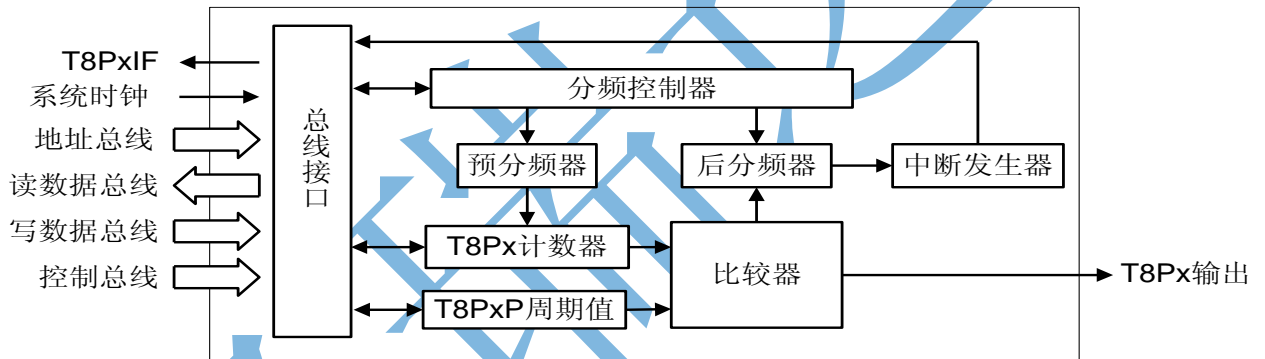 T8PxIF
系统时钟
地址总线
读数据总线
写数据总线
控制总线
总线接口
分频控制器
预分频器
后分频器
中断发生器
T8Px计数器
比较器
T8PxP周期值
T8Px输出